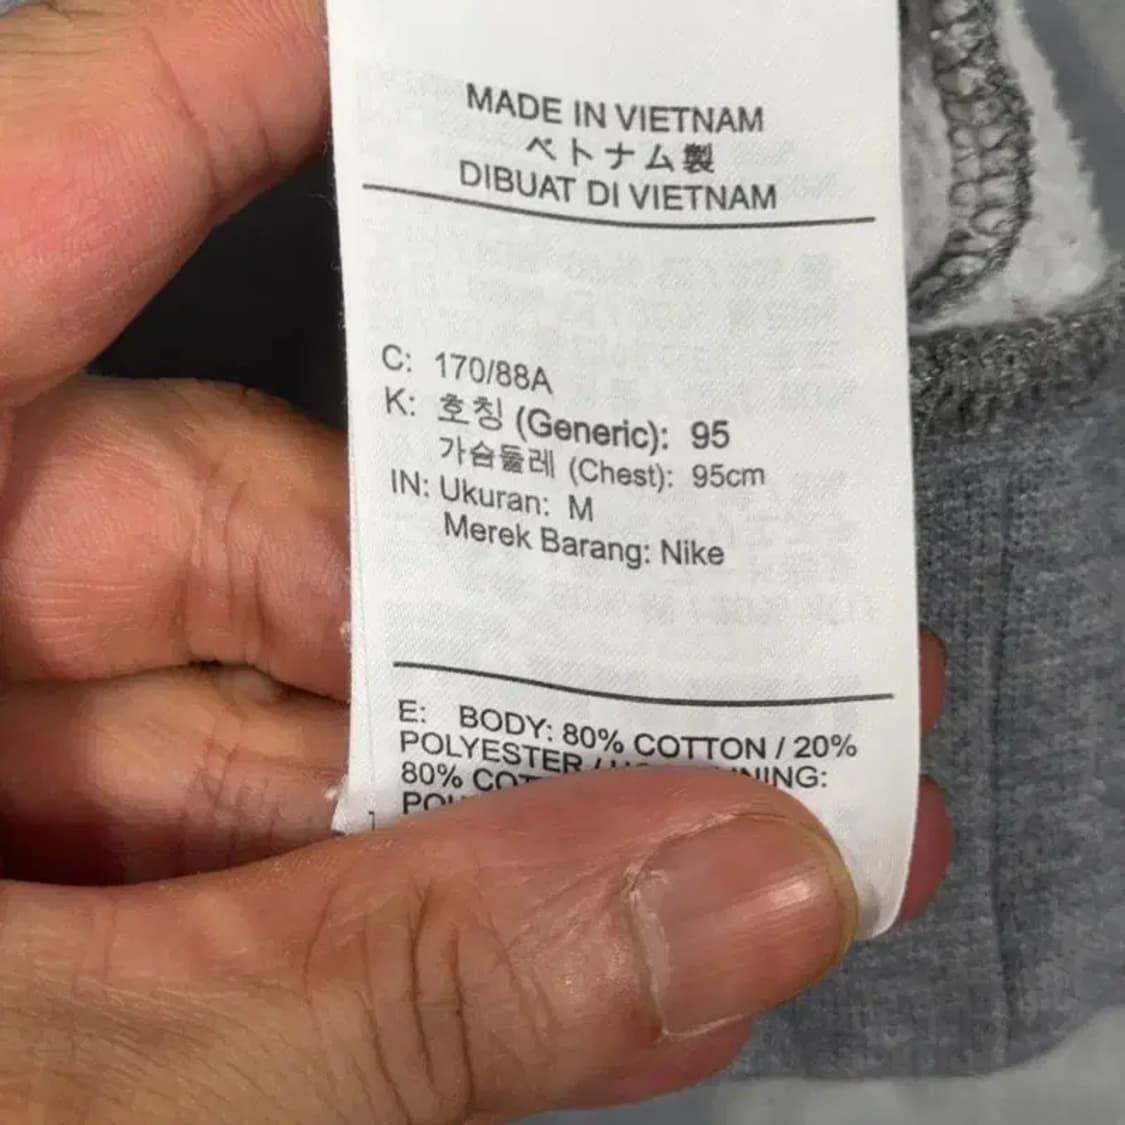 MADE IN VIETNAM
ベトナム製
DIBUAT DI VIETNAM
C: 170/88A
K: 호칭 (Generic): 95
가슴둘레 (Chest): 95cm
IN: Ukuran: M
Merek Barang: Nike
E: BODY: 80% COTTON / 20%
POLYESTER /
80%